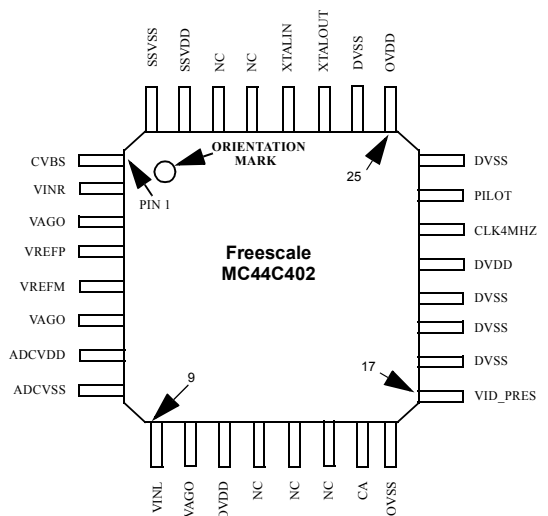 SSVSS
SSVDD
NC
NC
XTALIN
XTALOUT
DVSS
OVDD
ORIENTATION
MARK
25
PIN 1
CVBS
VINR
VAGO
VREFP
VREFM
VAGO
ADCVDD
ADCVSS
Freescale
MC44C402
DVSS
PILOT
CLK4MHZ
DVDD
DVSS
DVSS
DVSS
VID_PRES
17
9
VINL
VAGO
OVDD
NC
NC
NC
CA
OVSS